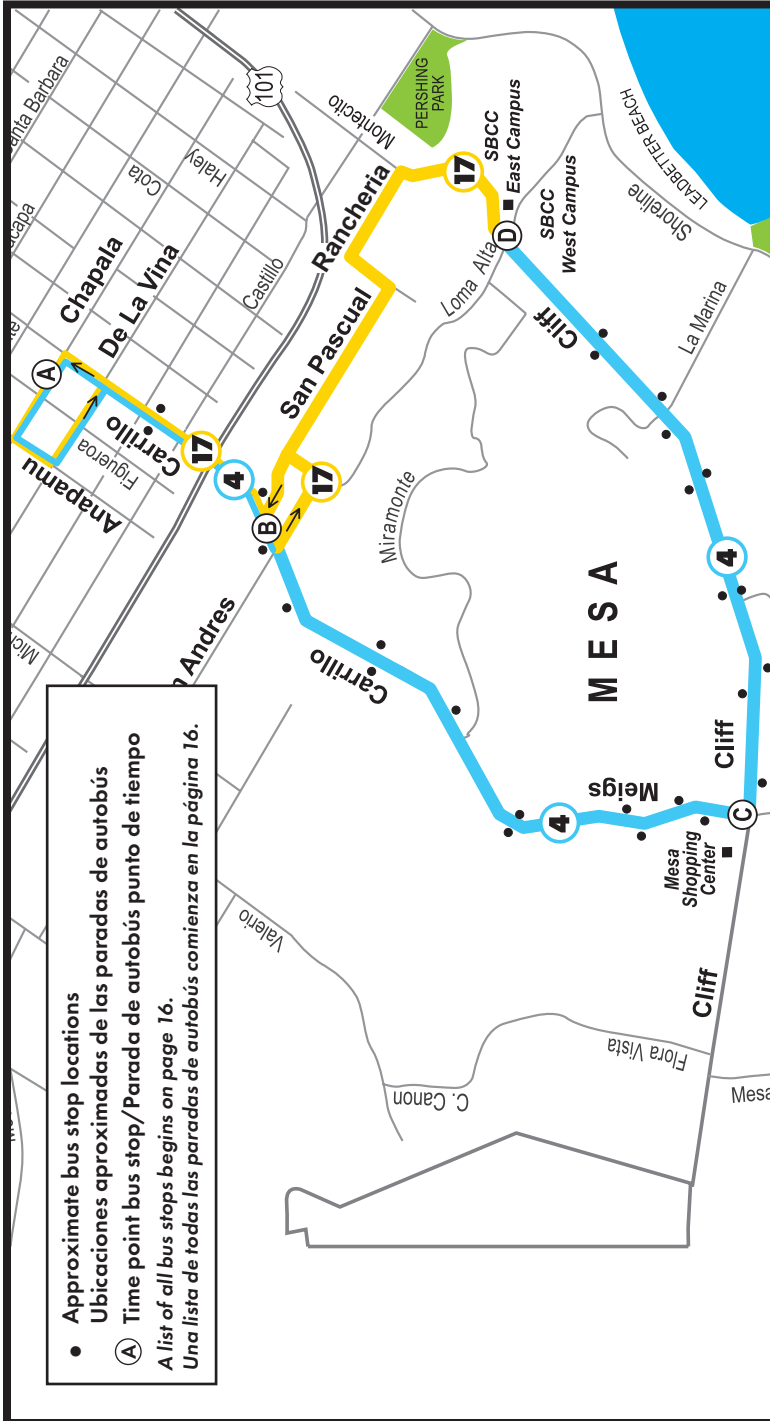 • Approximate bus stop locations
Ubicaciones aproximadas de las paradas de autobús
A Time point bus stop/Parada de autobús punto de tiempo
A list of all bus stops begins on page 16.
Una lista de todas las paradas de autobús comienza en la página 16.
C. Canon
Valerio
Flora Vista
Mesa
Cliff
Mesa
Shopping
Center
C
Cliff
Meigs
4
Carrillo
MESA
Miramonte
4
B
4
17
17
Carrillo
Anapamu
Figueroa
A
Chapala
De La Vina
Cota
Haley
Castillo
101
San Pascual
Rancheria
Montecito
PERSHING
PARK
17
SBCC
East Campus
D
SBCC
West Campus
Loma Alta
Cliff
La Marina
Shoreline
LEADBETTER BEACH